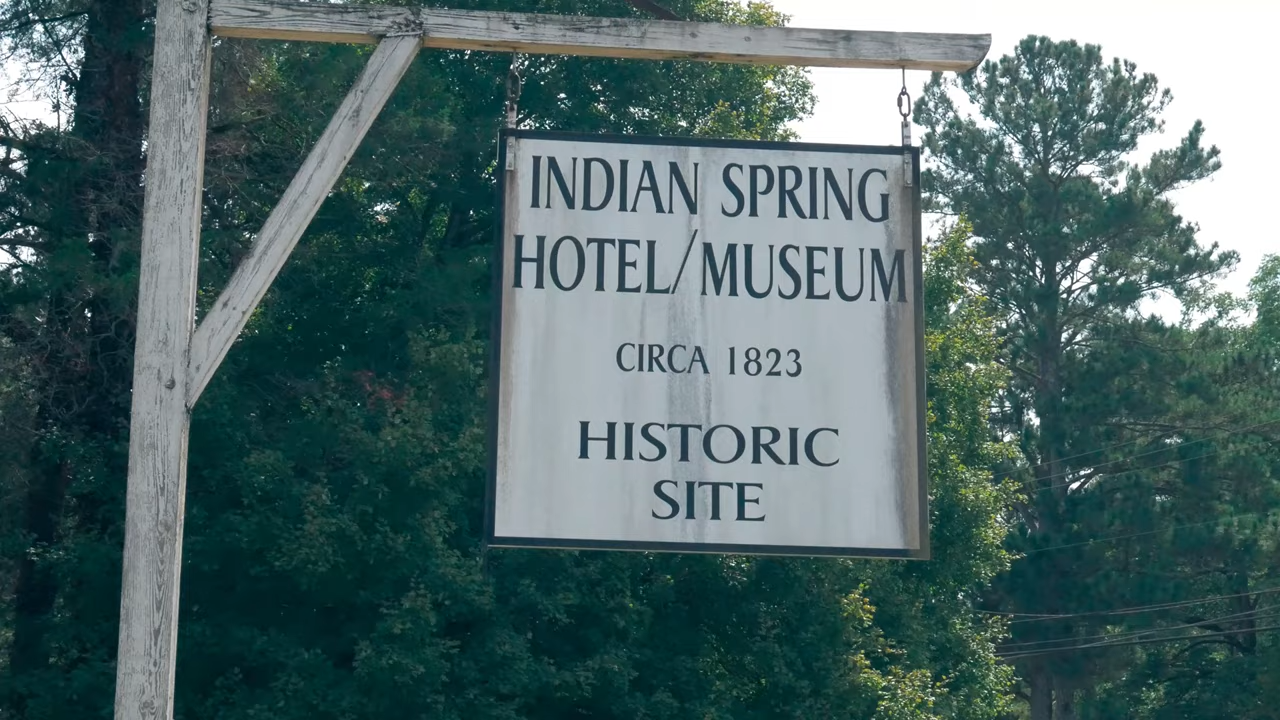 INDIAN SPRING
HOTEL/MUSEUM
CIRCA 1823
HISTORIC
SITE